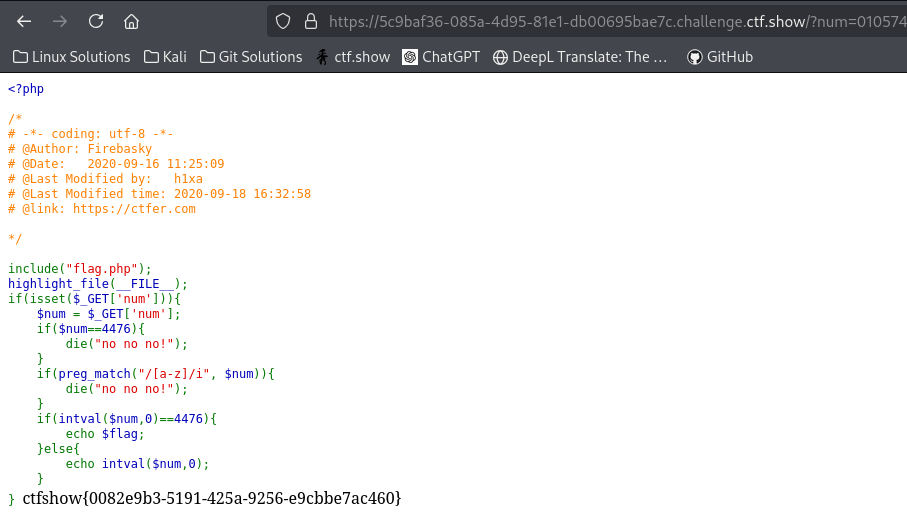 https://5c9baf36-085a-4d95-81e1-db00695bae7c.challenge.ctf.show/?num=010574
Linux Solutions Kali Git Solutions ctf.show ChatGPT DeepL Translate: The ... GitHub
<?php
/*
# -*- coding: utf-8 -*-
# @Author: Firebasky
# @Date:   2020-09-16 11:25:09
# @Last Modified by:   h1xa
# @Last Modified time: 2020-09-18 16:32:58
# @link: https://ctfer.com
*/
include("flag.php");
highlight_file(__FILE__);
if(isset($_GET['num'])){
    $num = $_GET['num'];
    if($num==4476){
        die("no no no!");
    }
    if(preg_match("/[a-z]/i", $num)){
        die("no no no!");
    }
    if(intval($num,0)==4476){
        echo $flag;
    }else{
        echo intval($num,0);
    }
} ctfshow{0082e9b3-5191-425a-9256-e9cbbe7ac460}